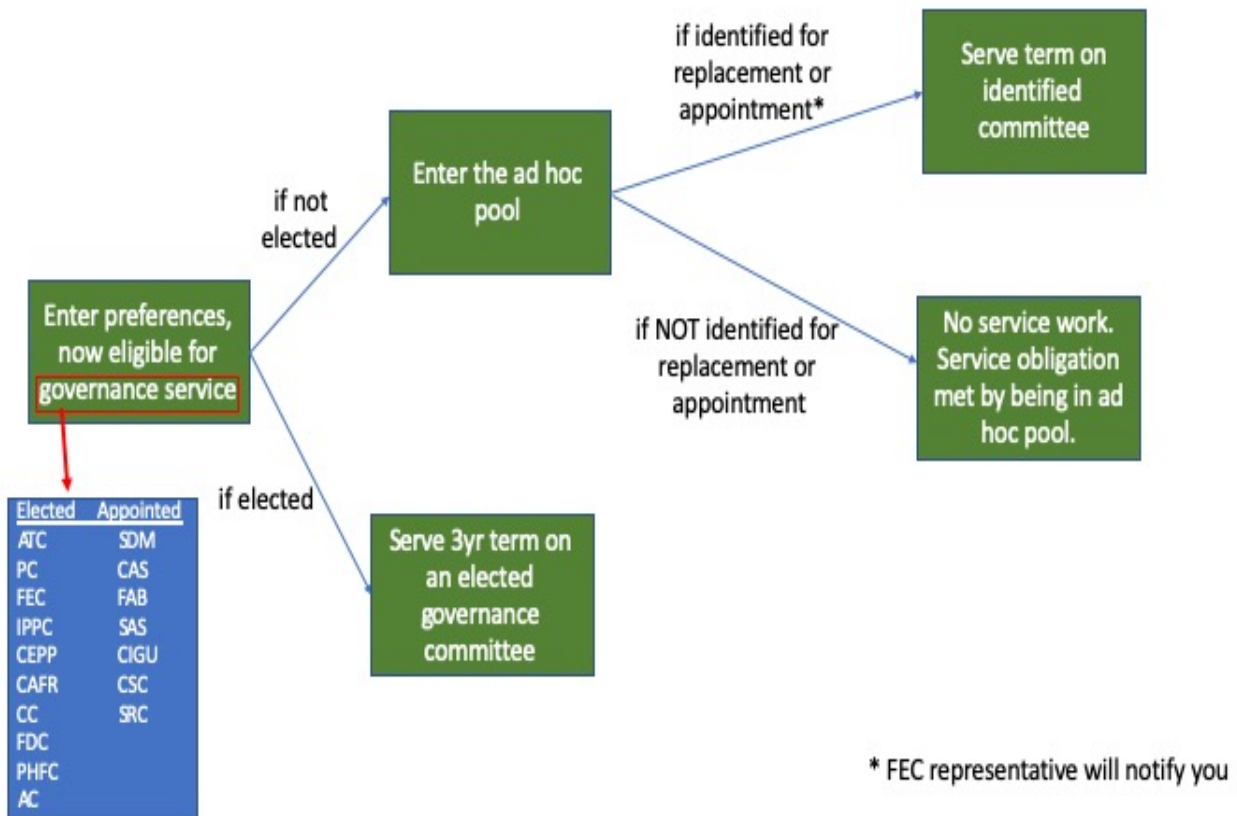 if identified for
replacement or
appointment*
Serve term on
identified
committee
Enter the ad hoc
pool
if not
elected
Enter preferences,
now eligible for
governance service
if NOT identified for
replacement or
appointment
No service work.
Service obligation
met by being in ad
hoc pool.
if elected
Serve 3yr term on
an elected
governance
committee
Elected Appointed
ATC SDM
PC CAS
FEC FAB
IPPC SAS
CEPP CIGU
CAFR CSC
CC SRC
FDC
PHFC
AC
* FEC representative will notify you